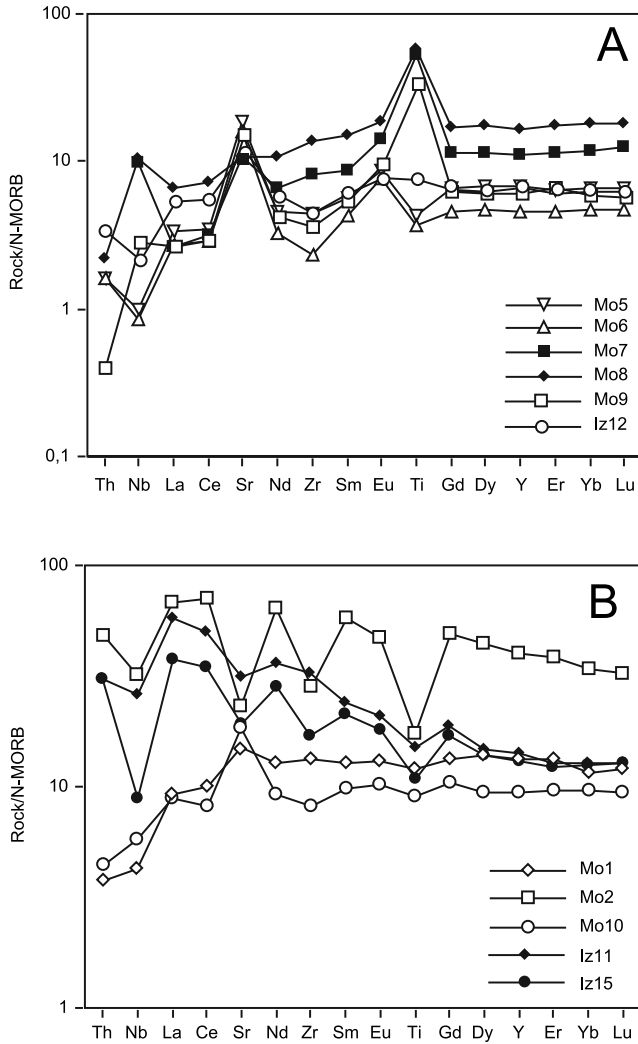 100
A
10
Rock/N-MORB
1
Mo5
Mo6
Mo7
Mo8
Mo9
Iz12
0,1
Th Nb La Ce Sr Nd Zr Sm Eu Ti Gd Dy Y Er Yb Lu
100
B
Rock/N-MORB
10
Mo1
Mo2
Mo10
Iz11
Iz15
1
Th Nb La Ce Sr Nd Zr Sm Eu Ti Gd Dy Y Er Yb Lu